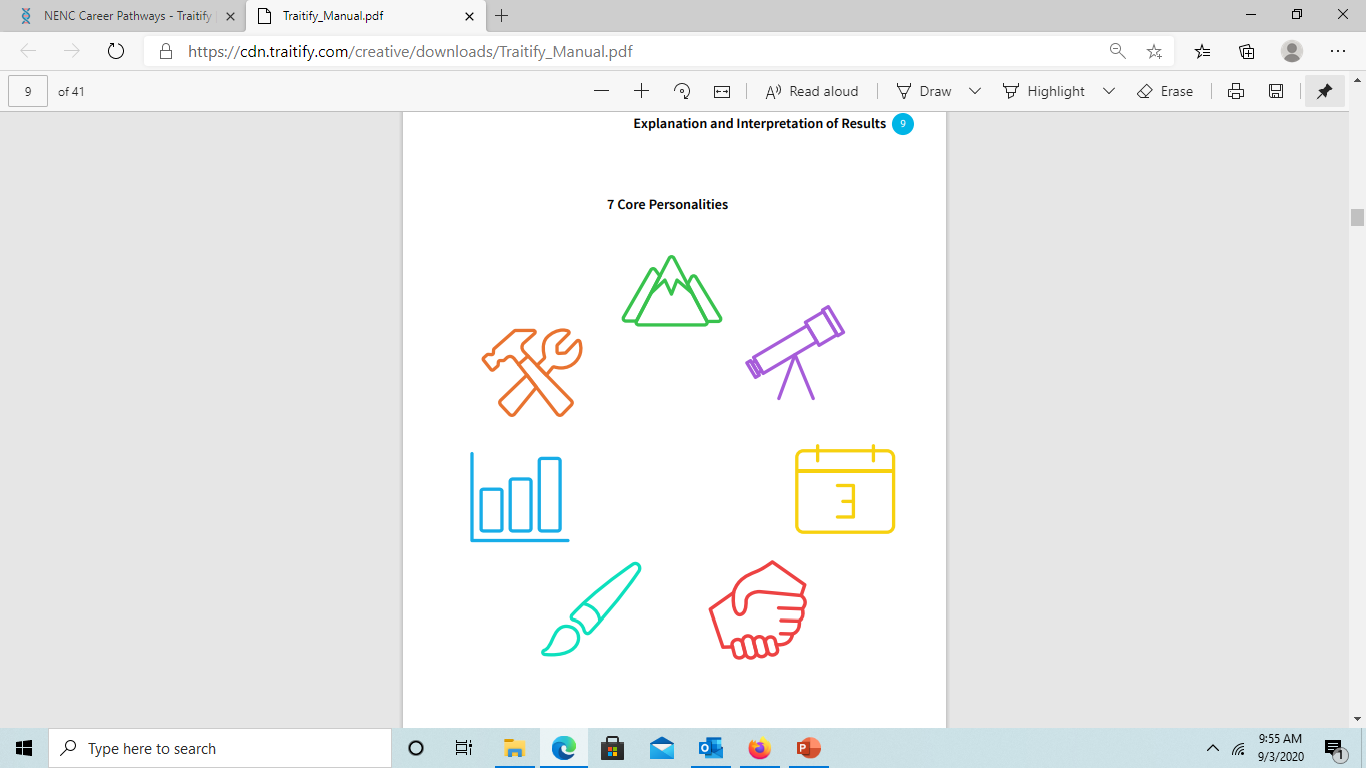 NENC Career Pathways - Traitify
Traitify_Manual.pdf
https://cdn.traitify.com/creative/downloads/Traitify_Manual.pdf
9 of 41
Read aloud
Draw
Highlight
Erase
Explanation and Interpretation of Results 9
7 Core Personalities
3
Type here to search
9:55 AM
9/3/2020
1